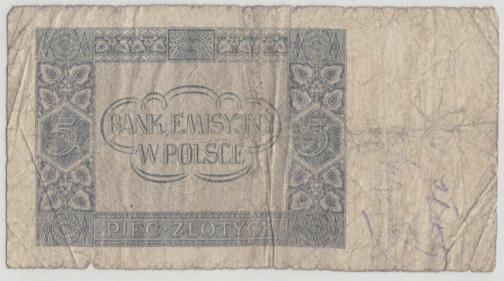 BANK EMISYJNY
5 5
W POLSCE
PIĘĆ · ZŁOTYCH